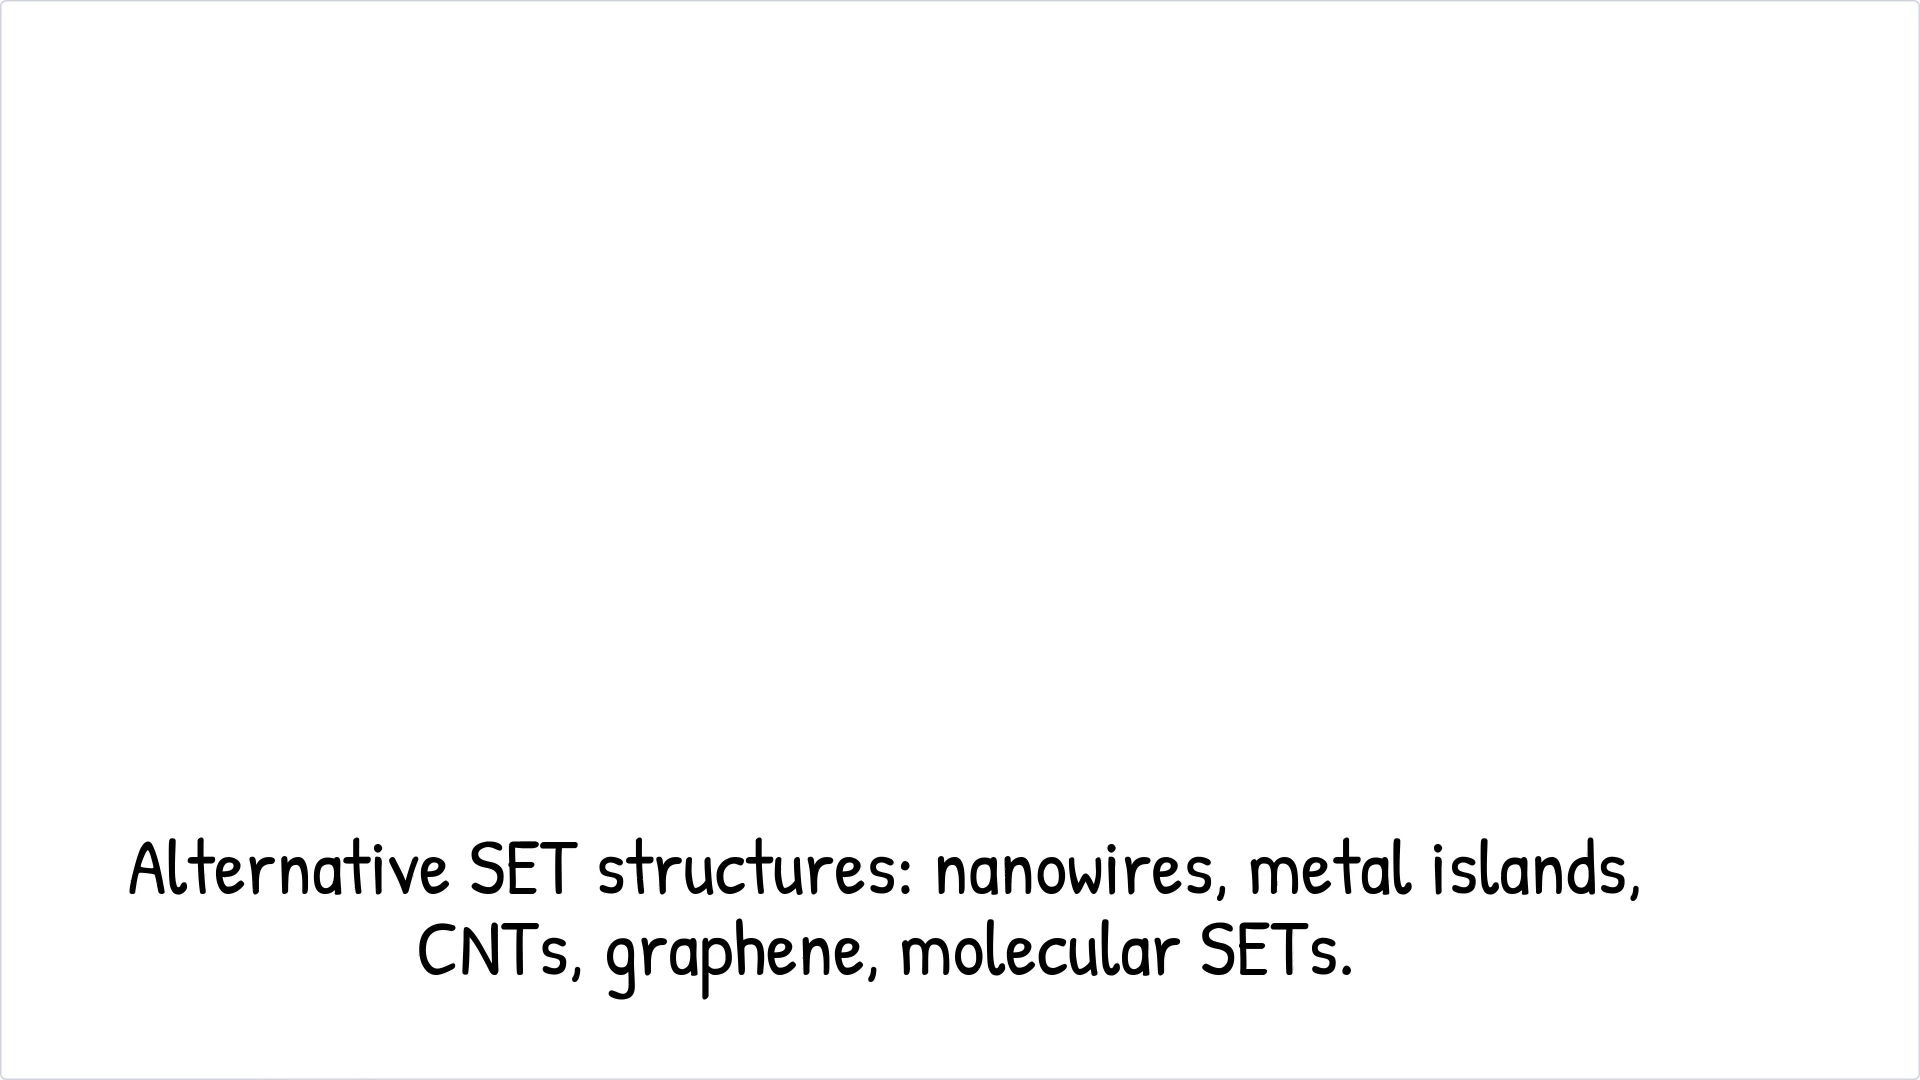 Alternative SET structures: nanowires, metal islands,
CNTs, graphene, molecular SETs.